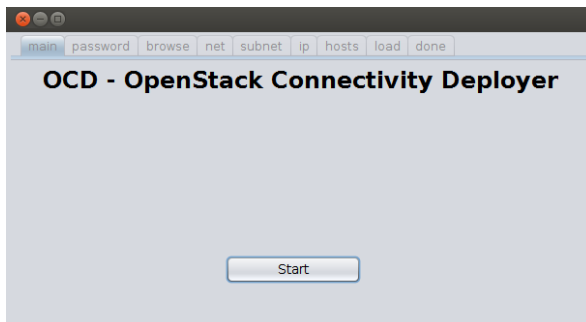 main password browse net subnet ip hosts load done
OCD - OpenStack Connectivity Deployer
Start